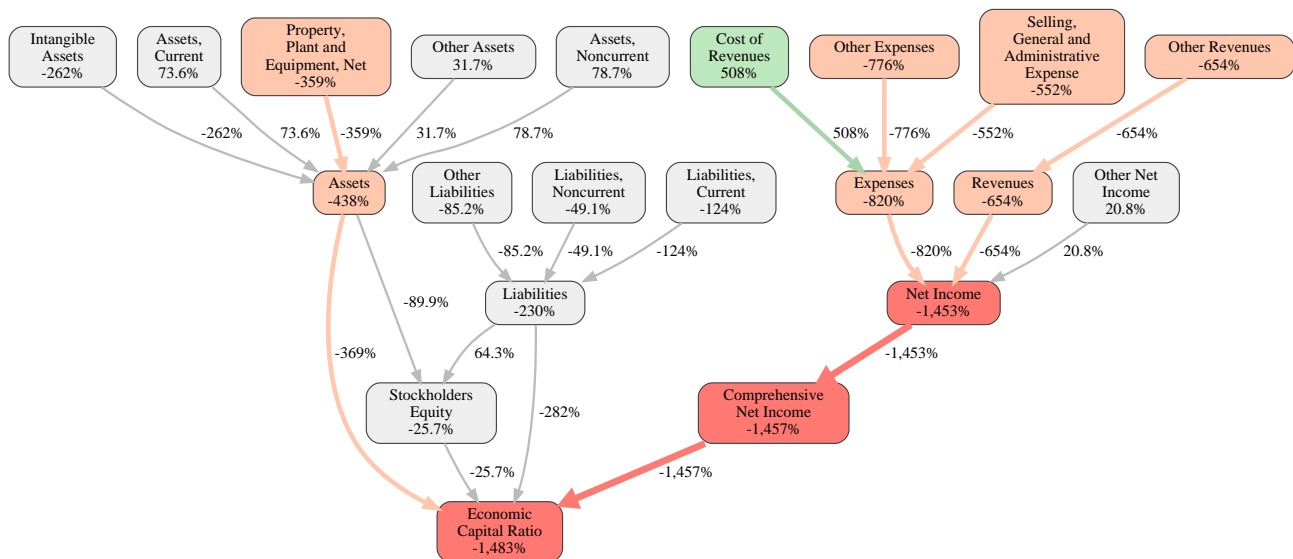 Intangible
Assets
-262%
Assets,
Current
73.6%
Property,
Plant and
Equipment, Net
-359%
Other Assets
31.7%
Assets,
Noncurrent
78.7%
Cost of
Revenues
508%
Other Expenses
-776%
Selling,
General and
Administrative
Expense
-552%
Other Revenues
-654%
-262%
73.6%
-359%
31.7%
78.7%
508%
-776%
-552%
-654%
Assets
-438%
Other
Liabilities
-85.2%
Liabilities,
Noncurrent
-49.1%
Liabilities,
Current
-124%
Expenses
-820%
Revenues
-654%
Other Net
Income
20.8%
-85.2%
-49.1%
-124%
-820%
-654%
20.8%
-89.9%
Liabilities
-230%
Net Income
-1,453%
-369%
64.3%
-282%
-1,453%
Stockholders
Equity
-25.7%
Comprehensive
Net Income
-1,457%
-25.7%
-1,457%
Economic
Capital Ratio
-1,483%